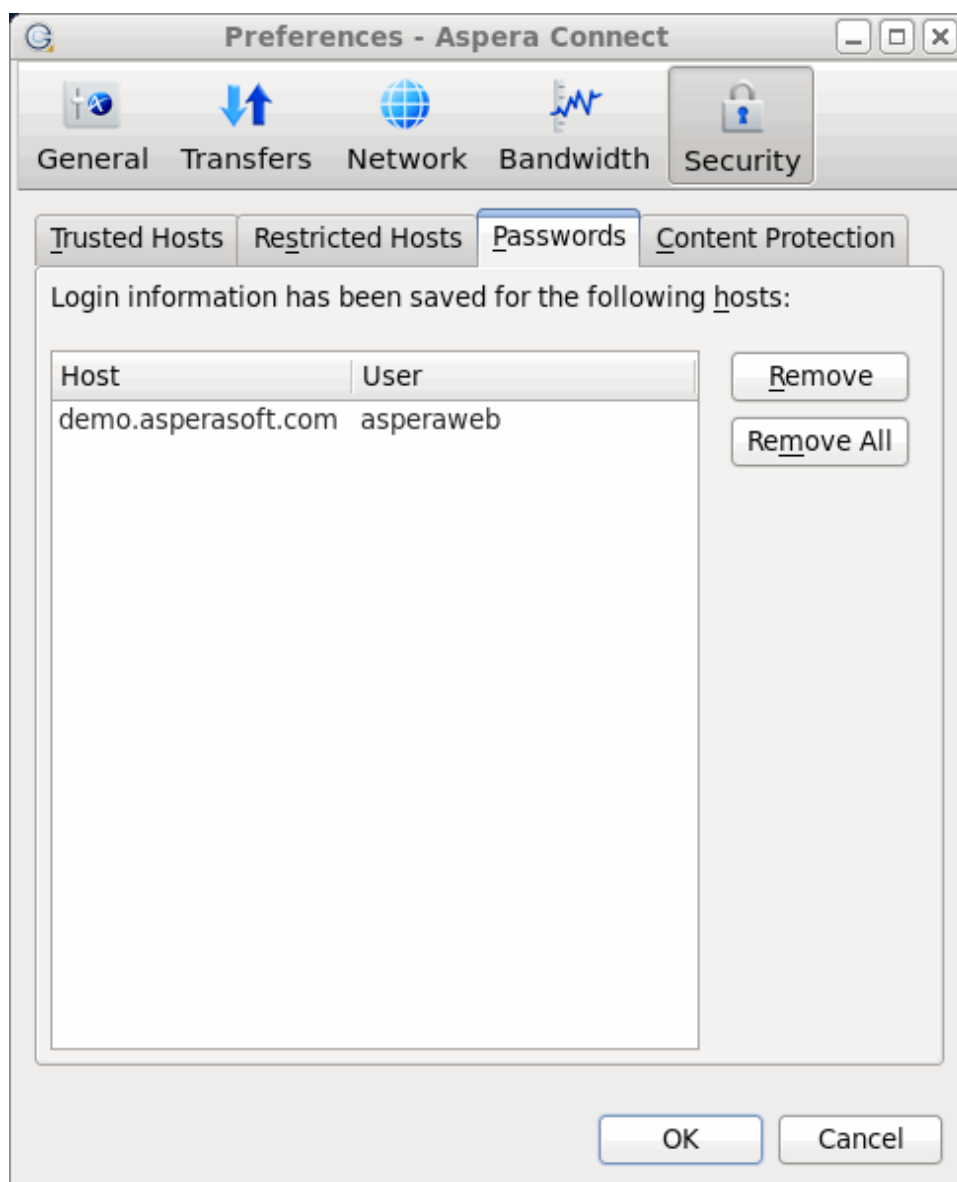 Preferences - Aspera Connect
General Transfers Network Bandwidth Security
Trusted Hosts Restricted Hosts Passwords Content Protection
Login information has been saved for the following hosts:
Host User
Remove
demo.asperasoft.com asperaweb
Remove All
OK Cancel